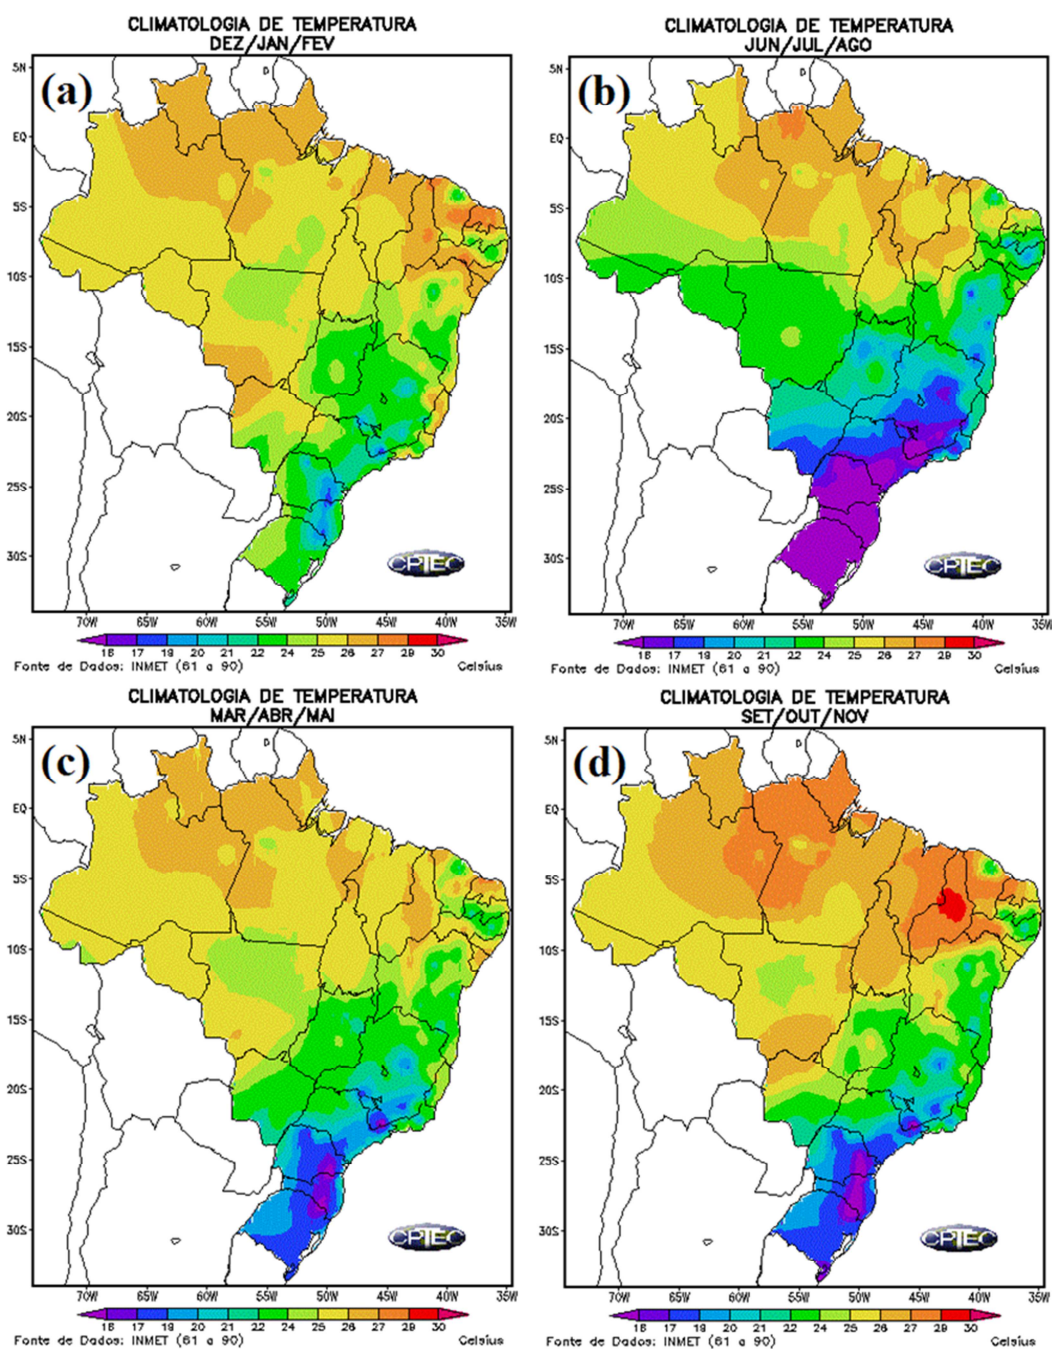 CLIMATOLOGIA DE TEMPERATURA
DEZ/JAN/FEV
(a)
5N
EQ
5S
10S
15S
20S
25S
30S
CPTEC
70W 65W 60W 55W 50W 45W 40W 35W
16 17 19 20 21 22 24 25 26 27 29 30
Fonte de Dados: INMET (61 a 90) Celsius
CLIMATOLOGIA DE TEMPERATURA
JUN/JUL/AGO
(b)
5N
EQ
5S
10S
15S
20S
25S
30S
CPTEC
70W 65W 60W 55W 50W 45W 40W 35W
16 17 19 20 21 22 24 25 26 27 29 30
Fonte de Dados: INMET (61 a 90) Celsius
CLIMATOLOGIA DE TEMPERATURA
MAR/ABR/MAI
(c)
5N
EQ
5S
10S
15S
20S
25S
30S
CPTEC
70W 65W 60W 55W 50W 45W 40W 35W
16 17 19 20 21 22 24 25 26 27 29 30
Fonte de Dados: INMET (61 a 90) Celsius
CLIMATOLOGIA DE TEMPERATURA
SET/OUT/NOV
(d)
5N
EQ
5S
10S
15S
20S
25S
30S
CPTEC
70W 65W 60W 55W 50W 45W 40W 35W
16 17 19 20 21 22 24 25 26 27 29 30
Fonte de Dados: INMET (61 a 90) Celsius